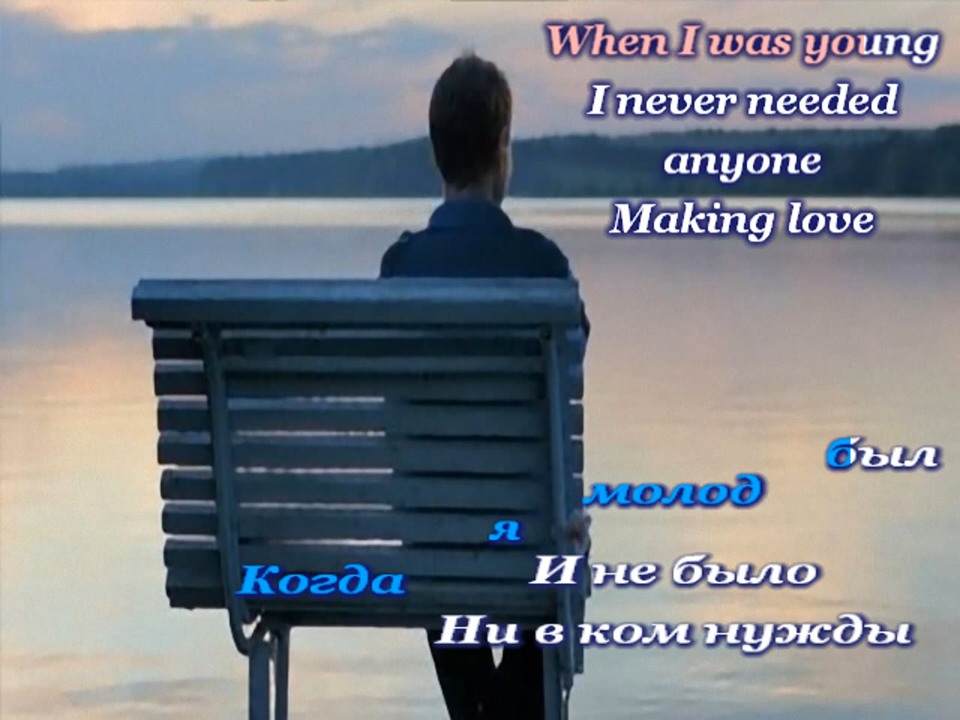 When I was young
I never needed
anyone
Making love
Когда я молод был
И не было
Ни в ком нужды